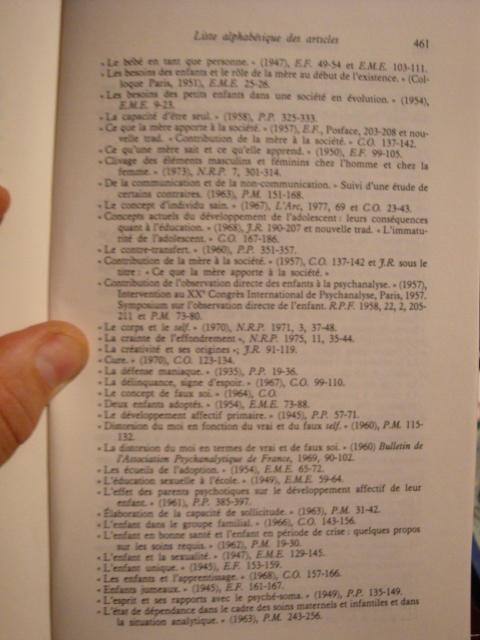 Liste alphabétique des articles 461
« Le bébé en tant que personne. » (1947), E.F. 49-54 et E.M.E. 103-111.
« Les besoins des enfants et le rôle de la mère au début de l'existence. » (Col-
loque Paris, 1951), E.M.E. 25-26.
« Les besoins des petits enfants dans une société en évolution. » (1954),
E.M.E. 9-23.
« La capacité d'être seul. » (1958), P.P. 325-333.
« Ce que la mère apporte à la société. » (1957), E.F., Postace, 203-208 et nou-
velle trad. « Contribution de la mère à la société. » C.O. 137-142.
« Ce qu'une mère sait et ce qu'elle apprend. » (1950), E.F. 99-105.
« Clivage des éléments masculins et féminins chez l'homme et chez la
femme. » (1973), N.R.P. 7, 301-314.
« De la communication et de la non-communication. » Suivi d'une étude de
certains contraires. (1963), P.M. 151-168.
« Le concept d'individu sain. » (1967), L'Arc, 1977, 69 et C.O. 23-43.
« Concepts actuels du développement de l'adolescent : leurs conséquences
quant à l'éducation. » (1968), J.R. 190-207 et nouvelle trad. « L'immatu-
rité de l'adolescent. » C.O. 167-186.
« Le contre-transfert. » (1960), P.P. 351-357.
« Contribution de la mère à la société. » (1957), C.O. 137-142 et J.R. sous le
titre : « Ce que la mère apporte à la société. »
« Contribution de l'observation directe des enfants à la psychanalyse. » (1957),
Intervention au XXe Congrès International de Psychanalyse, Paris, 1957.
Symposium sur l'observation directe de l'enfant. R.P.F. 1958, 22, 2, 205-
211 et P.M. 73-80.
« Le corps et le self. » (1970), N.R.P. 1971, 3, 37-48.
« La crainte de l'effondrement », N.R.P. 1975, 11, 35-44.
« La créativité et ses origines »; J.R. 91-119.
« Cure. » (1970), C.O. 123-134.
« La défense maniaque. » (1935), P.P. 19-36.
« La délinquance, signe d'espoir. » (1967), C.O. 99-110.
« Le concept de faux soi. » (1964), C.O.
« Deux enfants adoptés. » (1954), E.M.E. 73-88.
« Le développement affectif primaire. » (1945), P.P. 57-71.
« Distorsion du moi en fonction du vrai et du faux self. » (1960), P.M. 115-
132.
« La distorsion du moi en termes de vrai et de faux soi. » (1960) Bulletin de
l'Association Psychanalytique de France, 1969, 90-102.
« Les écueils de l'adoption. » (1954), E.M.E. 65-72.
« L'éducation sexuelle à l'école. » (1949), E.M.E. 59-64.
« L'effet des parents psychotiques sur le développement affectif de leur
enfant. » (1961), P.P. 385-397.
« Élaboration de la capacité de sollicitude. » (1963), P.M. 31-42.
« L'enfant dans le groupe familial. » (1966), C.O. 143-156.
« L'enfant en bonne santé et l'enfant en période de crise : quelques propos
sur les soins requis. » (1962), P.M. 19-30.
« L'enfant et la sexualité. » (1947), E.M.E. 129-145.
« L'enfant unique. » (1945), E.F. 153-159.
« Les enfants et l'apprentissage. » (1968), C.O. 157-166.
« Enfants jumeaux. » (1945), E.F. 161-167.
« L'esprit et ses rapports avec le psyché-soma. » (1949), P.P. 135-149.
« L'état de dépendance dans le cadre des soins maternels et infantiles et dans
la situation analytique. » (1963), P.M. 243-256.